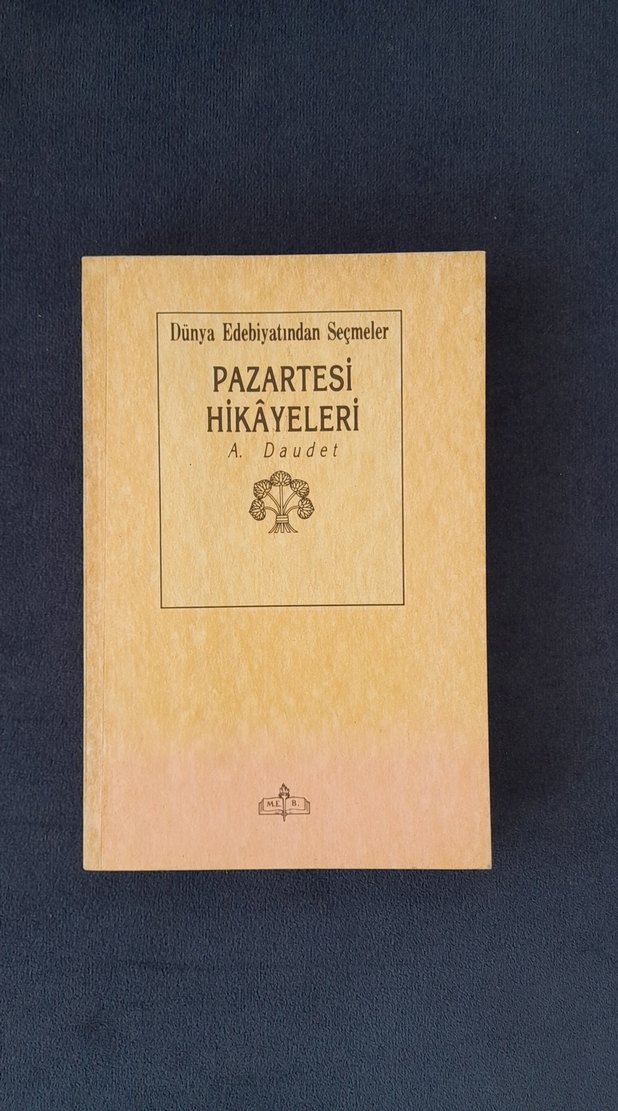 Dünya Edebiyatından Seçmeler
PAZARTESİ
HİKÂYELERİ
A. Daudet
M.E. B.